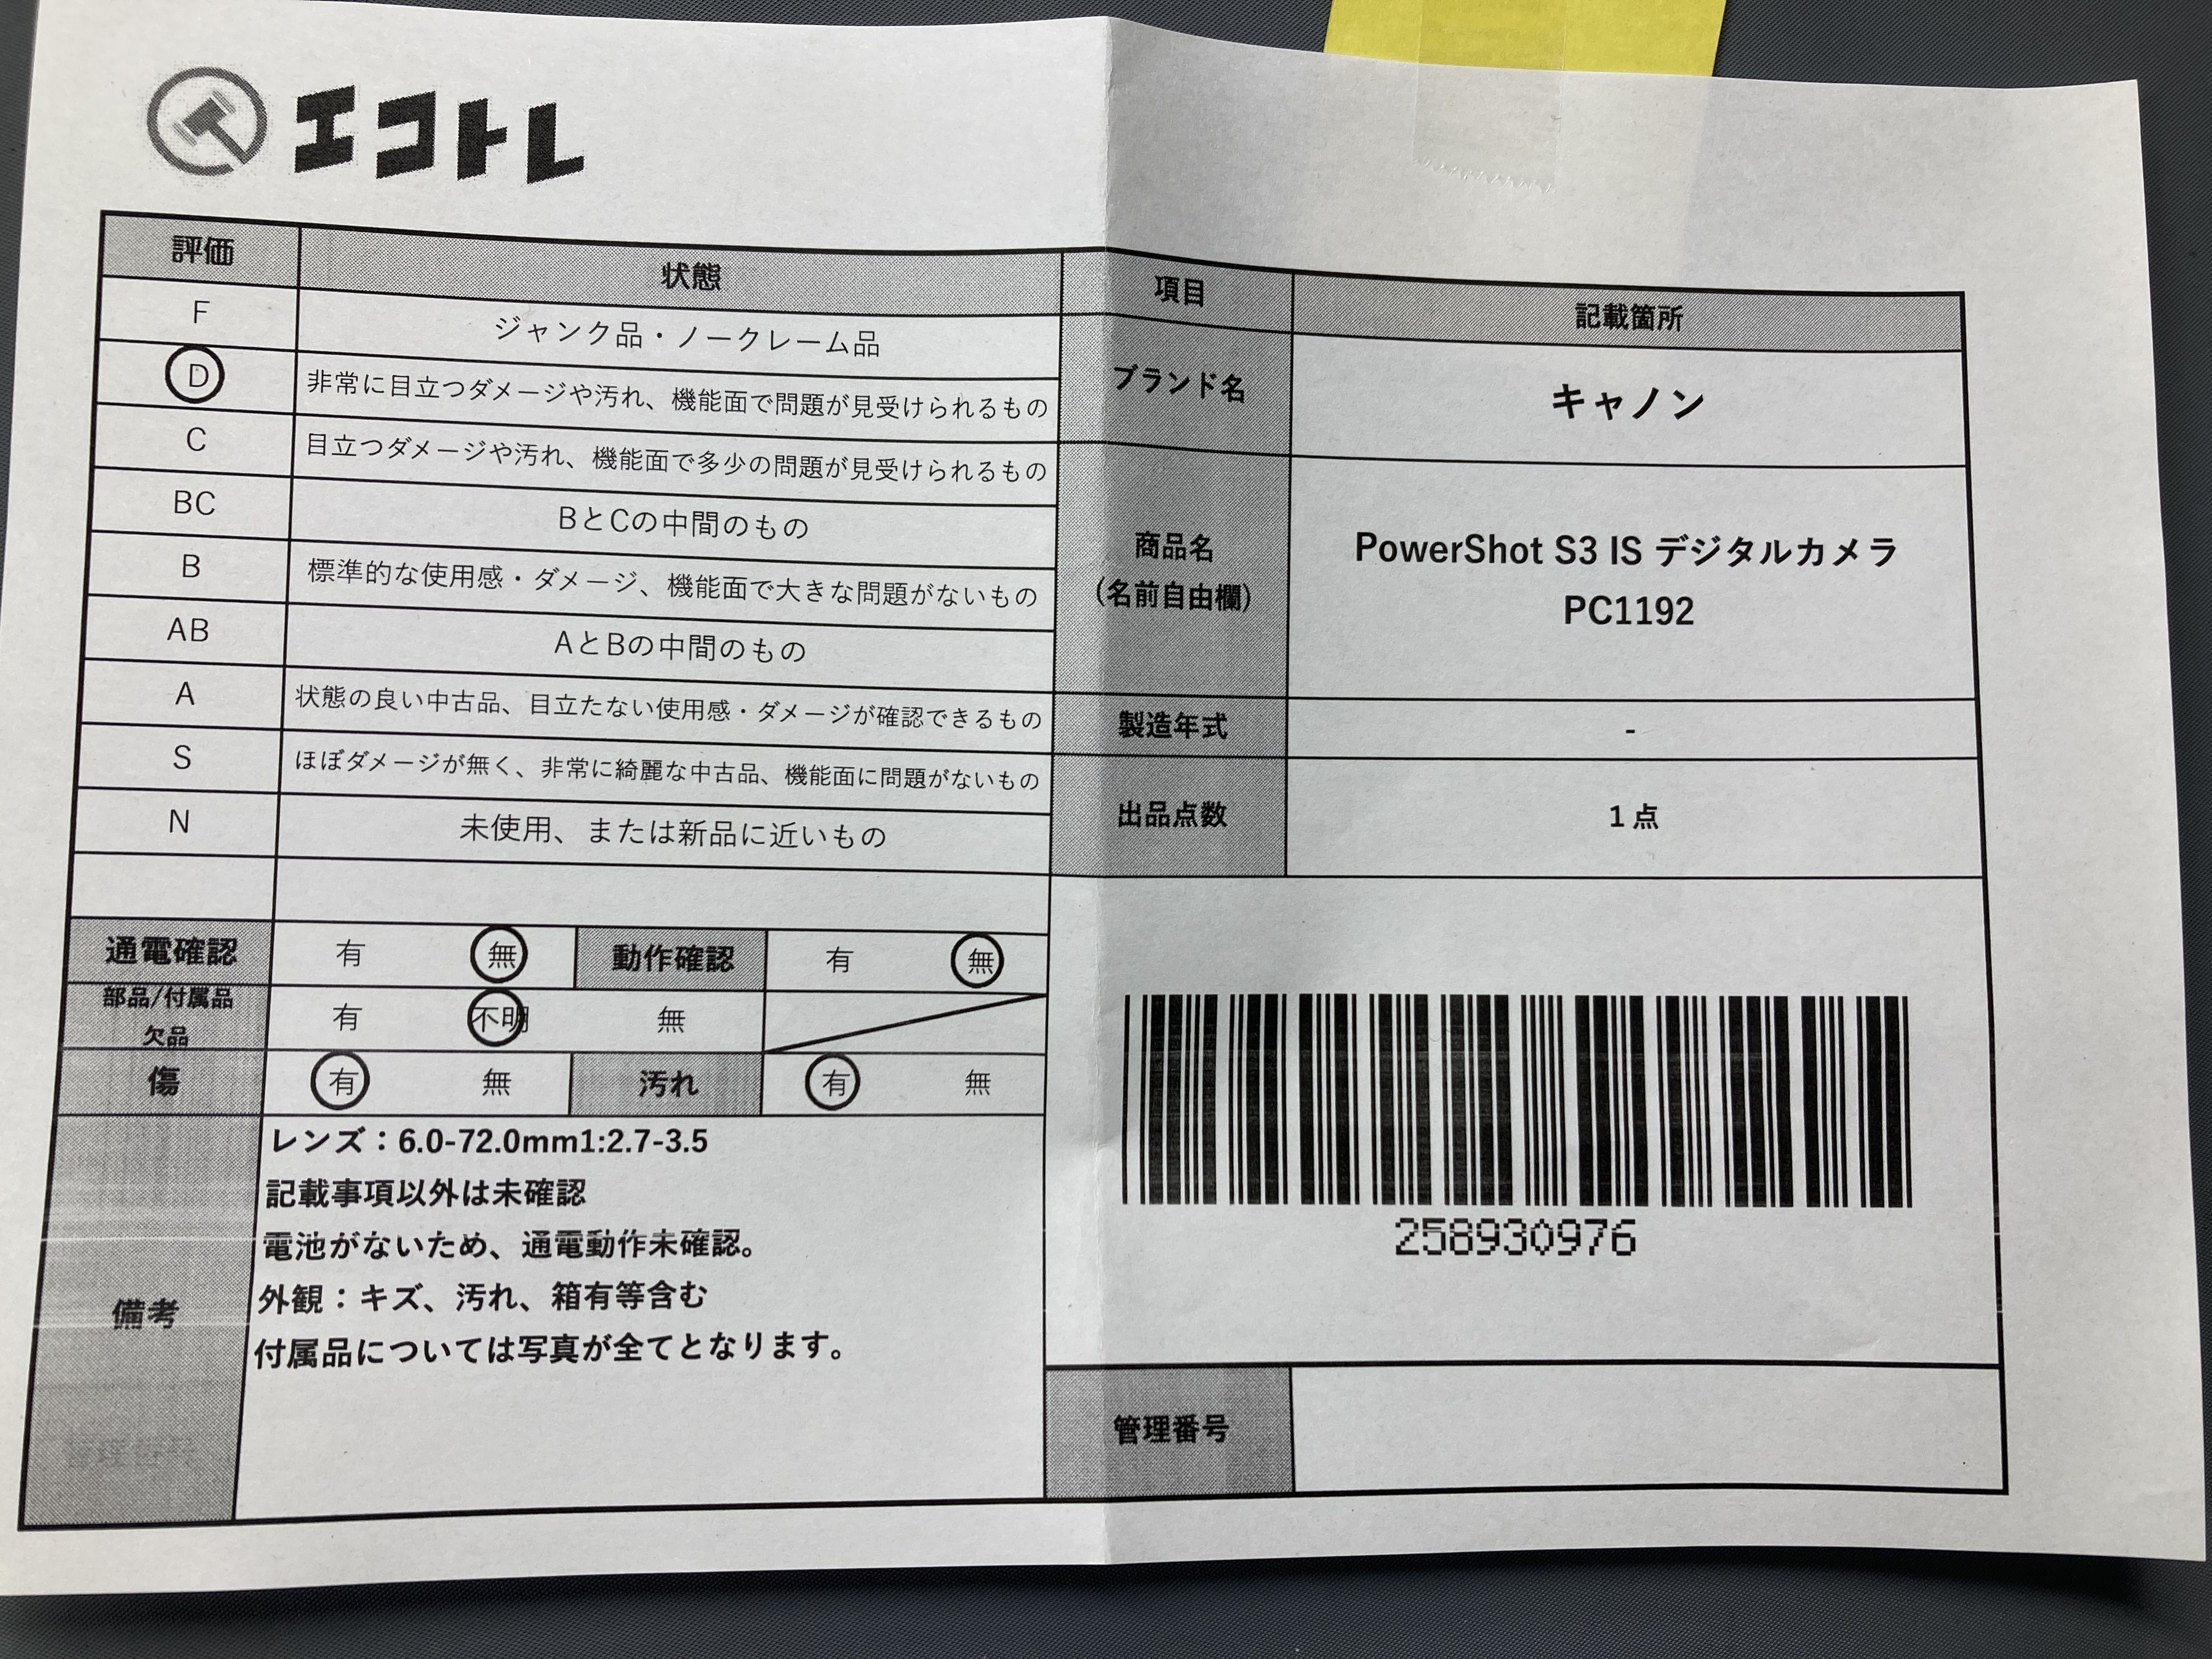 エコトレ
評価 状態
F ジャンク品・ノークレーム品
D 非常に目立つダメージや汚れ、機能面で問題が見受けられるもの
C 目立つダメージや汚れ、機能面で多少の問題が見受けられるもの
BC BとCの中間のもの
B 標準的な使用感・ダメージ、機能面で大きな問題がないもの
AB AとBの中間のもの
A 状態の良い中古品、目立たない使用感・ダメージが確認できるもの
S ほぼダメージが無く、非常に綺麗な中古品、機能面に問題がないもの
N 未使用、または新品に近いもの
通電確認 有 無 動作確認 有 無
部品/付属品
欠品
有 不明 無
傷 有 無 汚れ 有 無
備考
レンズ：6.0-72.0mm1:2.7-3.5
記載事項以外は未確認
電池がないため、通電動作未確認。
外観：キズ、汚れ、箱有等含む
付属品については写真が全てとなります。
項目 記載箇所
ブランド名 キャノン
商品名
(名前自由欄)
PowerShot S3 IS デジタルカメラ
PC1192
製造年式 -
出品点数 1 点
258930976
管理番号
管理番号